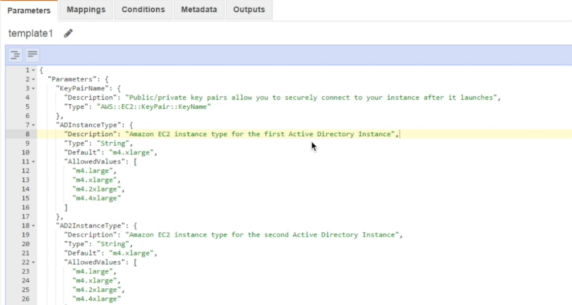 Parameters Mappings Conditions Metadata Outputs
template1
1 {
2 "Parameters": {
3 "KeyPairName": {
4 "Description": "Public/private key pairs allow you to securely connect to your instance after it launches",
5 "Type": "AWS::EC2::KeyPair::KeyName"
6 },
7 "ADInstanceType": {
8 "Description": "Amazon EC2 instance type for the first Active Directory Instance",
9 "Type": "String",
10 "Default": "m4.xlarge",
11 "AllowedValues": [
12 "m4.large",
13 "m4.xlarge",
14 "m4.2xlarge",
15 "m4.4xlarge"
16 ]
17 },
18 "AD2InstanceType": {
19 "Description": "Amazon EC2 instance type for the second Active Directory Instance",
20 "Type": "String",
21 "Default": "m4.xlarge",
22 "AllowedValues": [
23 "m4.large",
24 "m4.xlarge",
25 "m4.2xlarge",
26 "m4.4xlarge"